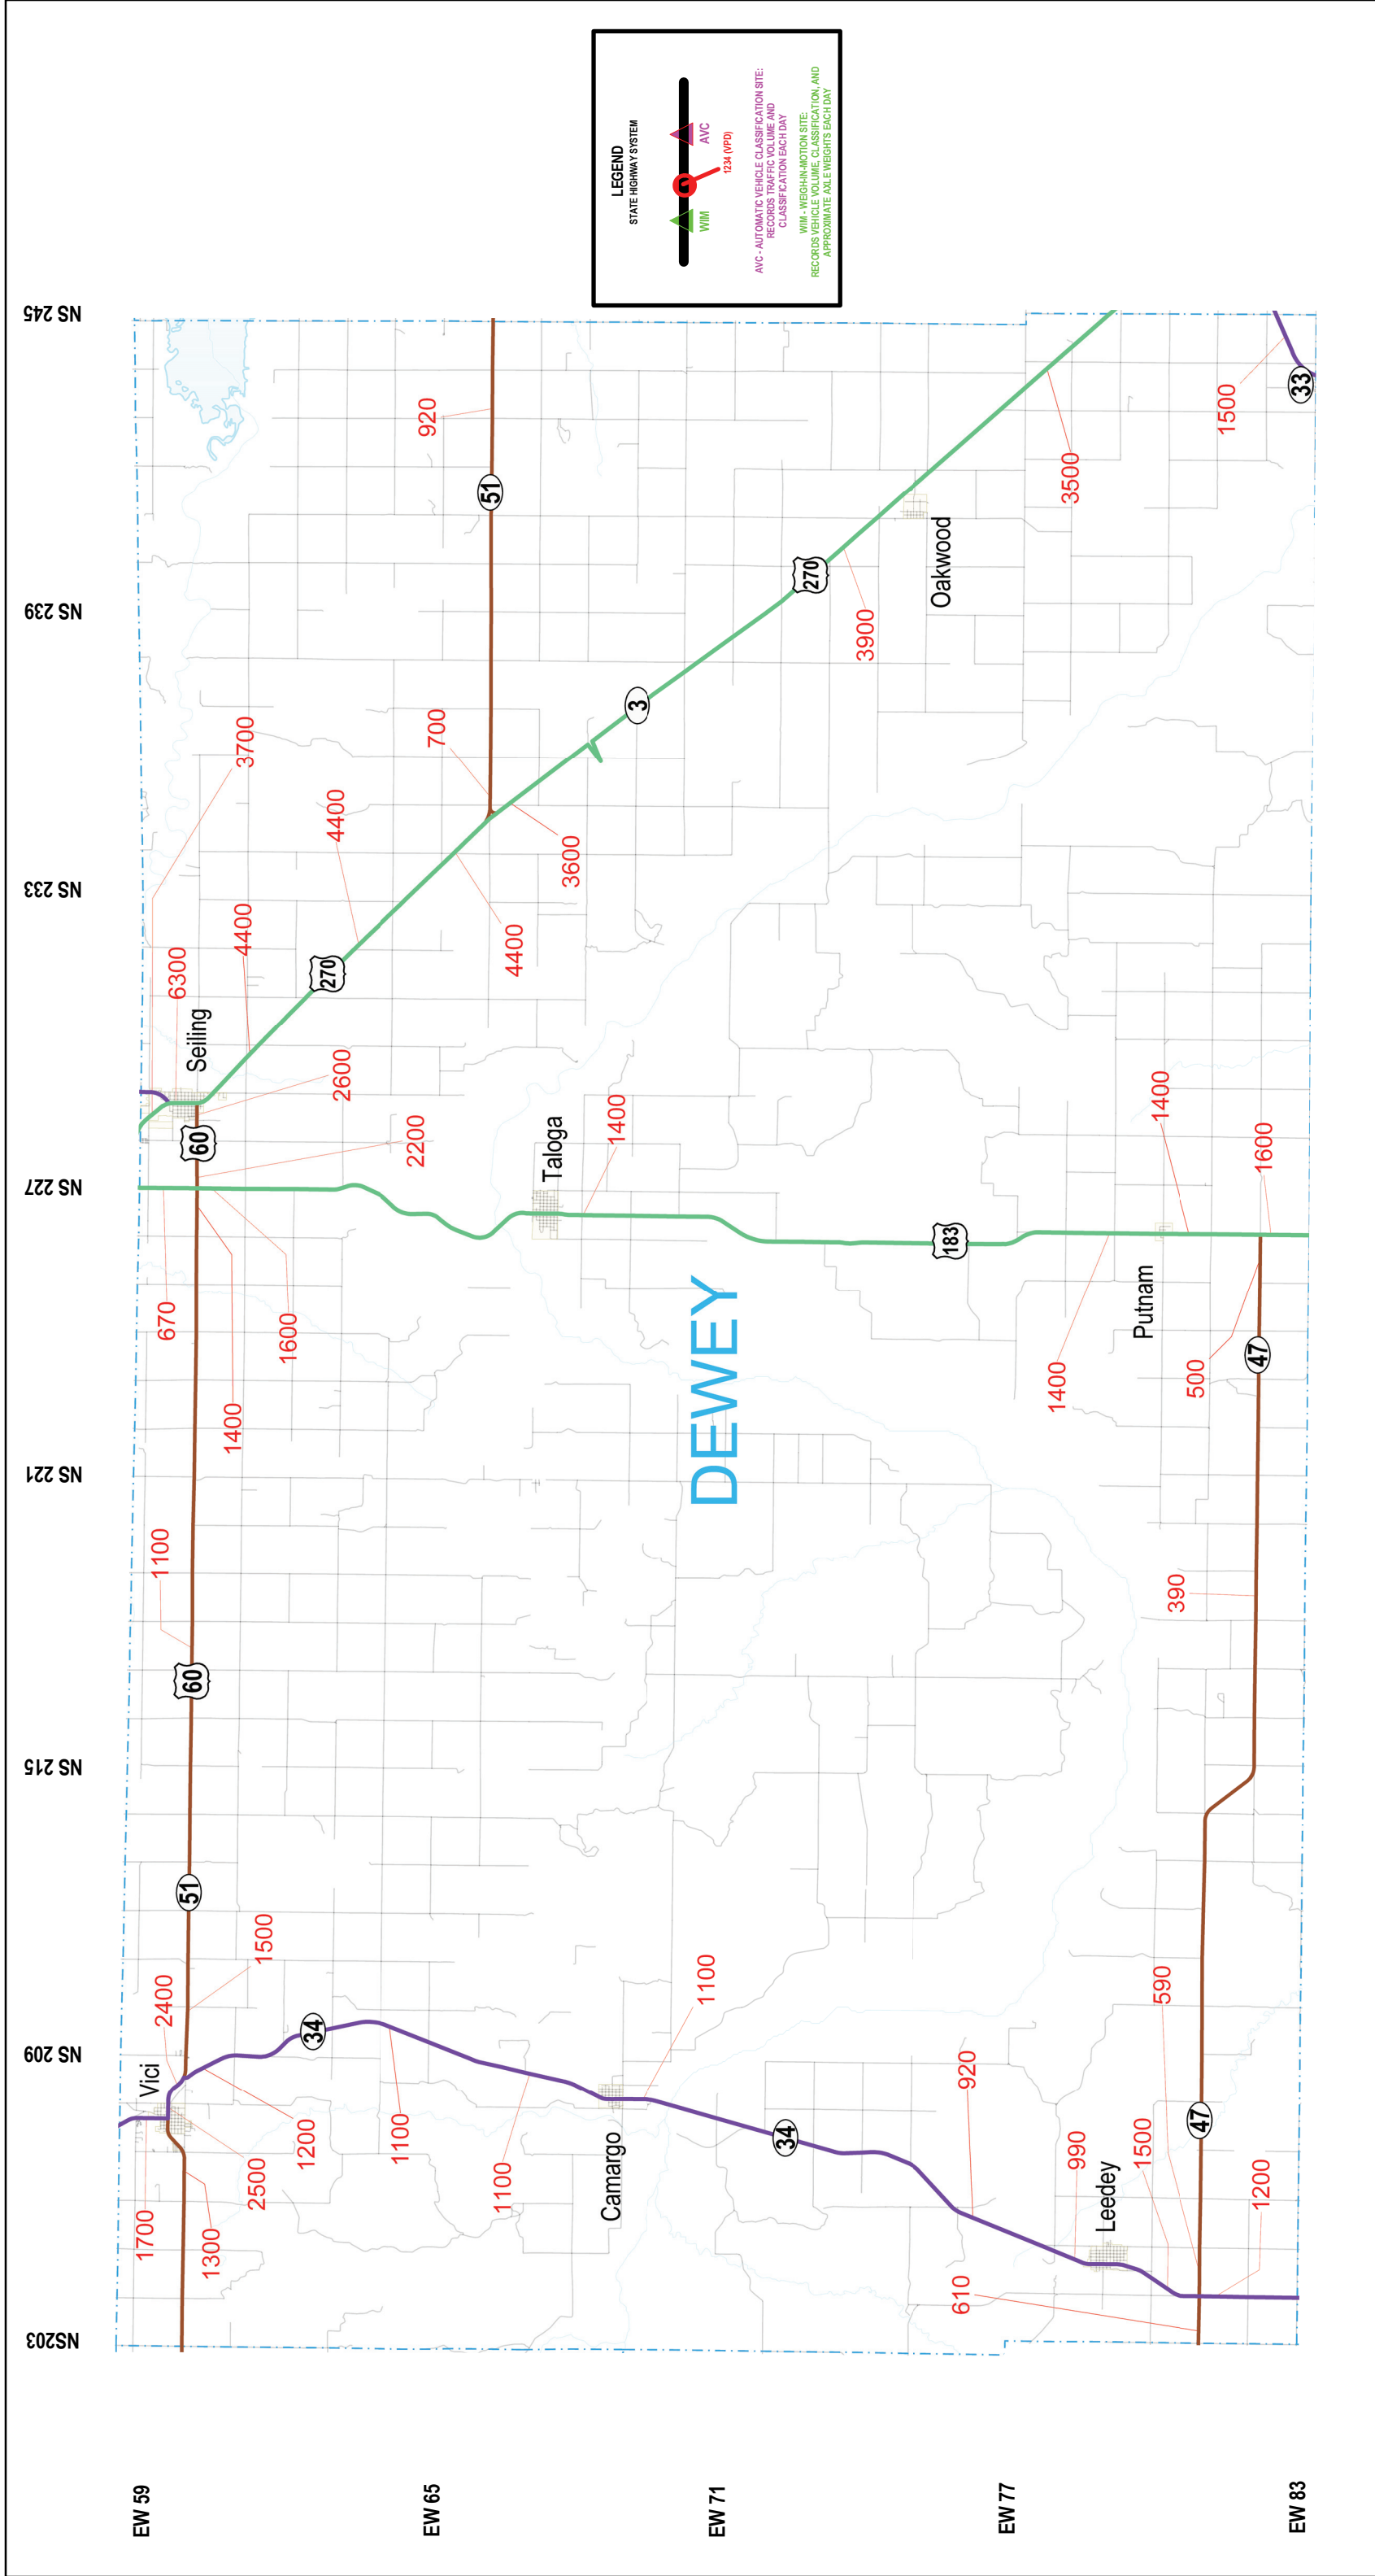 NS203
NS 209
NS 215
NS 221
NS 227
NS 233
NS 239
NS 245
EW 59
EW 65
EW 71
EW 77
EW 83
LEGEND
STATE HIGHWAY SYSTEM
WIM
AVC
1234 (VPD)
AVC - AUTOMATIC VEHICLE CLASSIFICATION SITE:
RECORDS TRAFFIC VOLUME AND
CLASSIFICATION EACH DAY
WIM - WEIGH-IN-MOTION SITE:
RECORDS VEHICLE VOLUME, CLASSIFICATION, AND
APPROXIMATE AXLE WEIGHTS EACH DAY
DEWEY
Vici
1700
2400
1300
2500
1200
1500
51
60
1100
34
1100
1100
Camargo
1100
34
920
990
610
Leedey
1500
590
1200
47
390
47
500
670
1400
1600
2200
60
2600
Seiling
6300
3700
4400
270
4400
4400
3600
700
51
920
3
270
3900
Oakwood
3500
1500
33
Taloga
1400
183
1400
Putnam
1400
1600